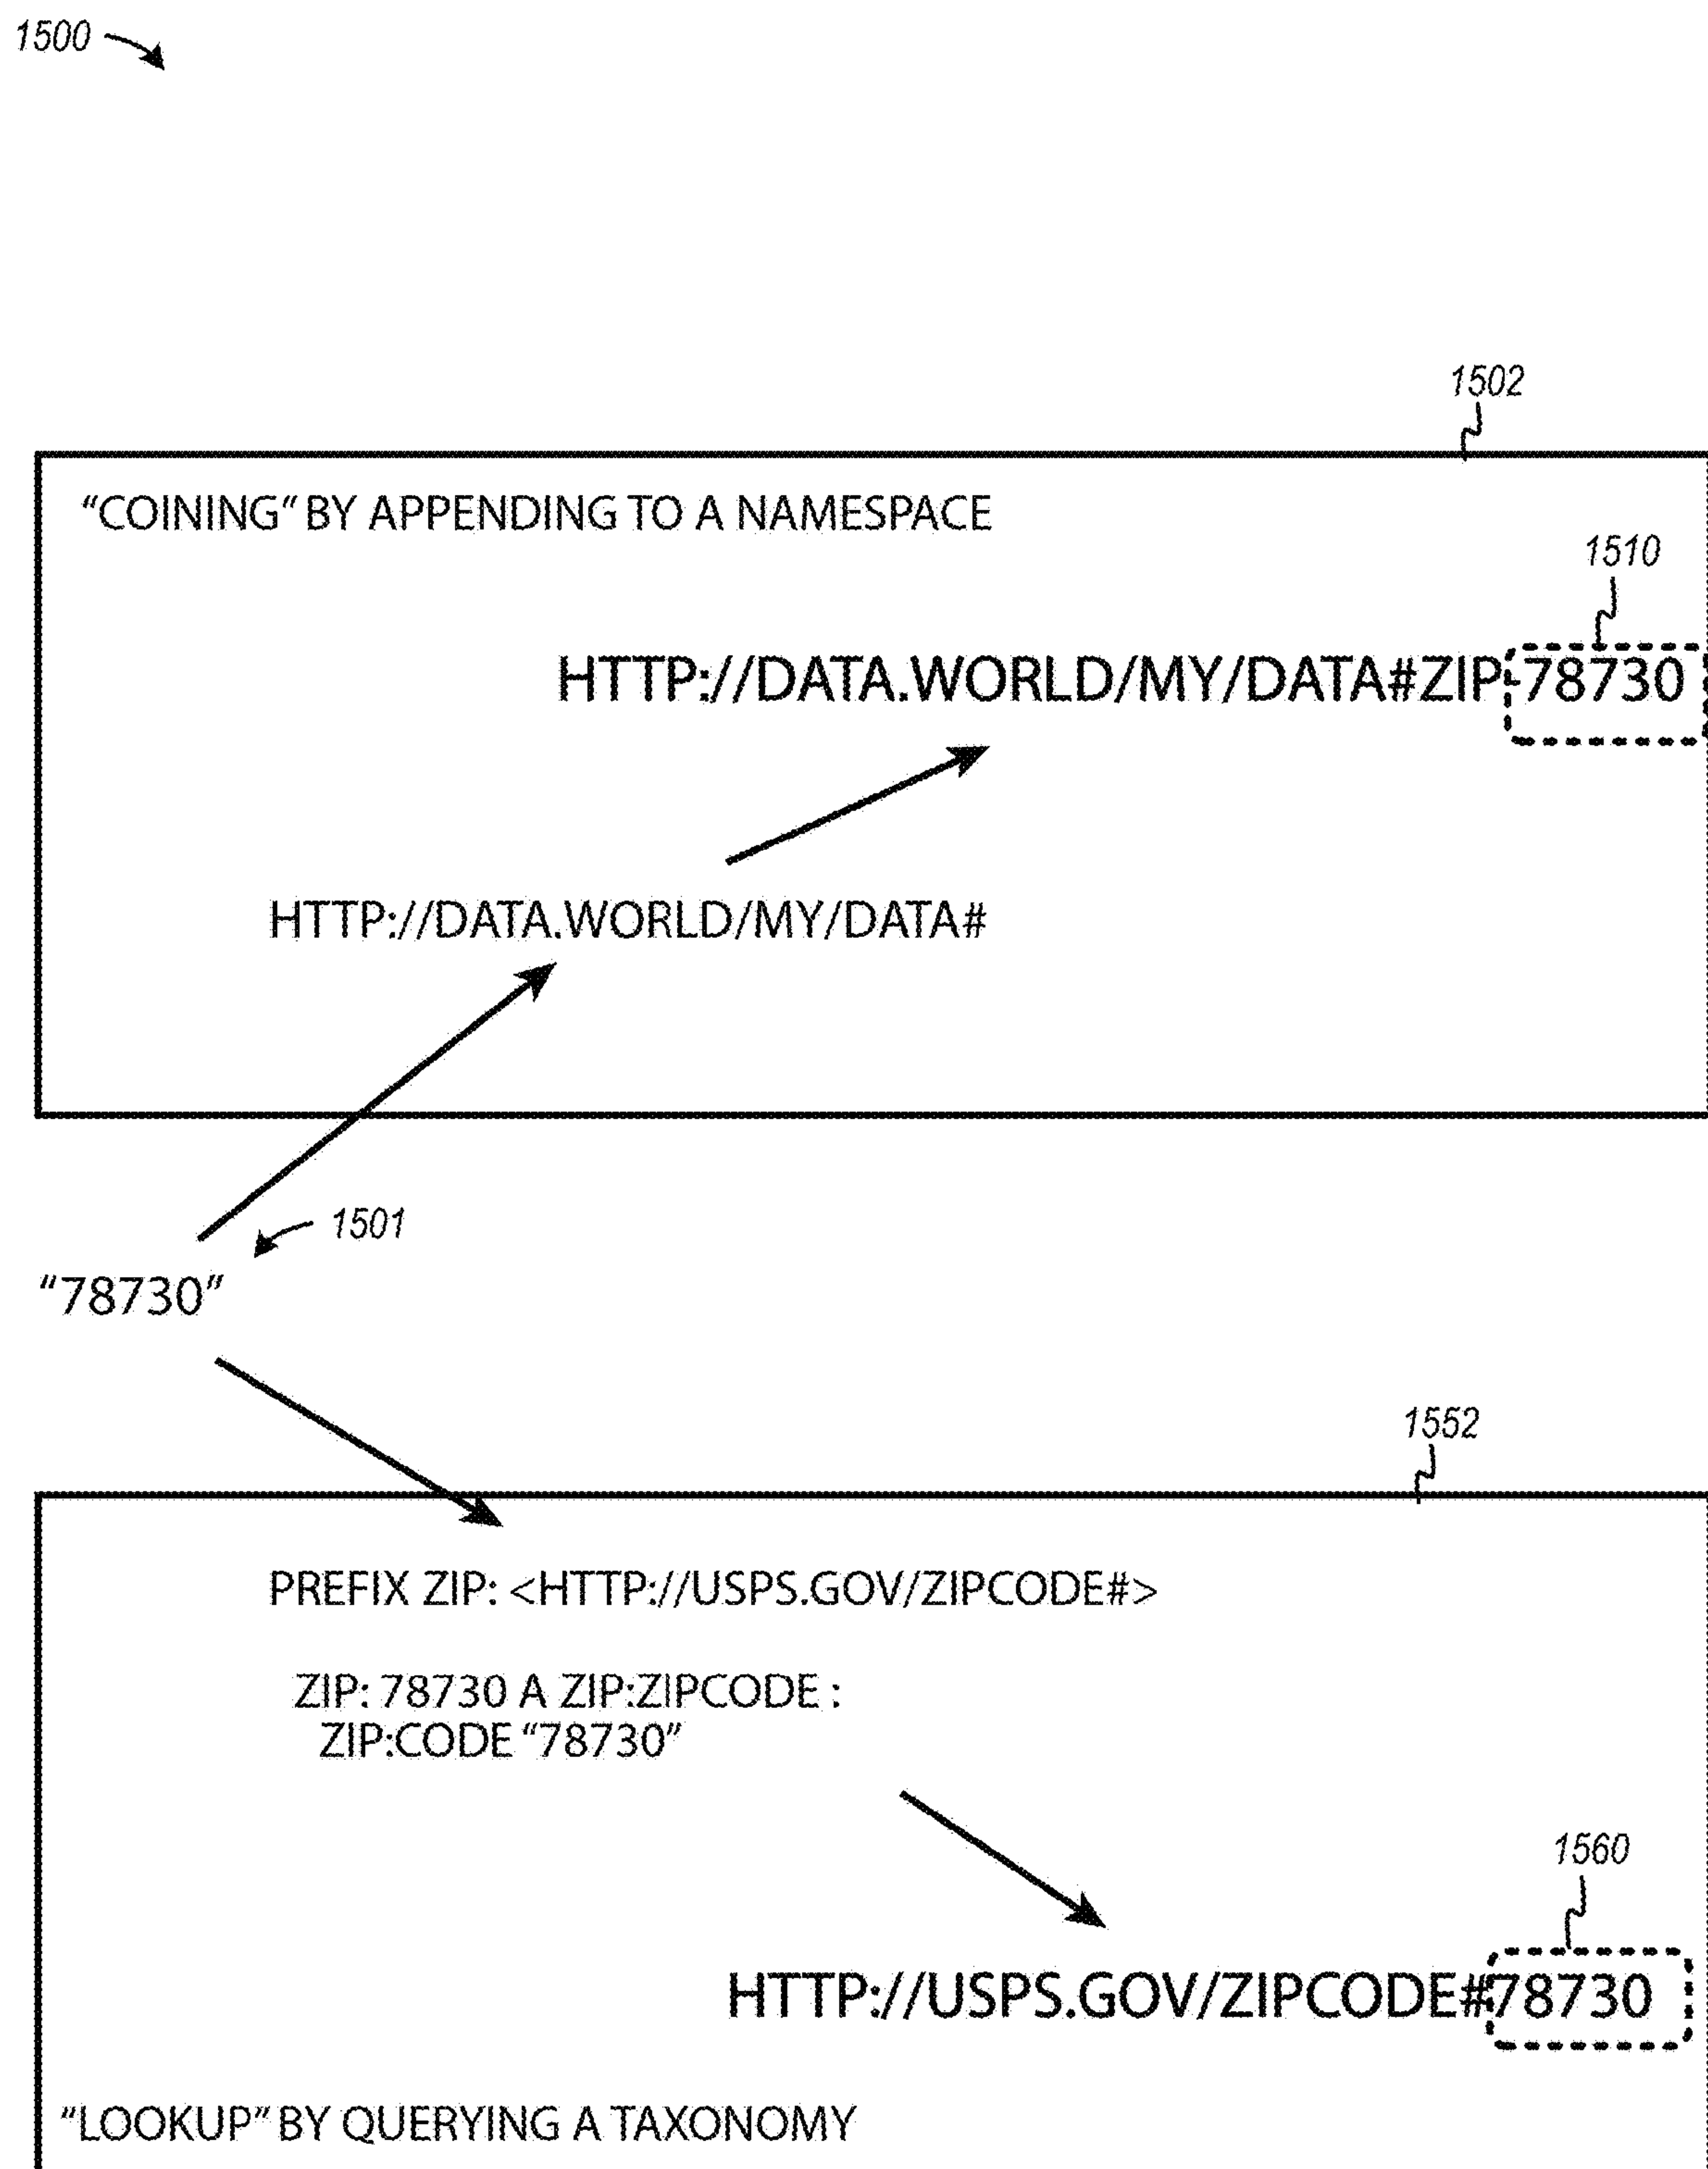 1500
1502
“COINING” BY APPENDING TO A NAMESPACE
1510
HTTP://DATA.WORLD/MY/DATA#ZIP-78730
HTTP://DATA.WORLD/MY/DATA#
1501
“78730”
1552
PREFIX ZIP: <HTTP://USPS.GOV/ZIPCODE#>
ZIP: 78730 A ZIP:ZIPCODE :
ZIP:CODE “78730”
1560
HTTP://USPS.GOV/ZIPCODE#78730
“LOOKUP” BY QUERYING A TAXONOMY